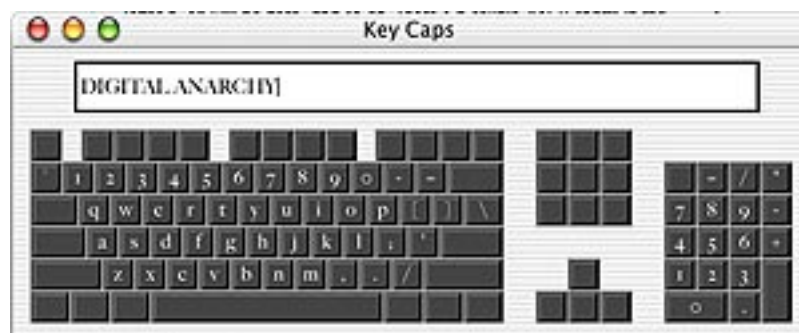 Key Caps
DIGITAL ANARCHY
` 1 2 3 4 5 6 7 8 9 0 - = = / *
q w e r t y u i o p [ ] \ 7 8 9 -
a s d f g h j k l ; ' 4 5 6 +
z x c v b n m , . / 1 2 3
0 .